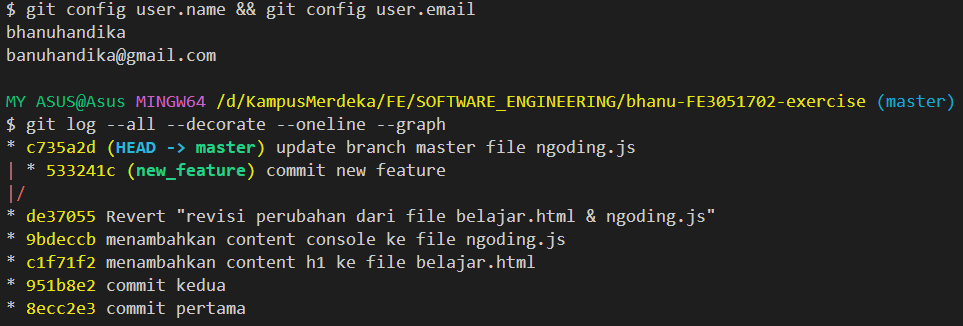 $ git config user.name && git config user.email
bhanuhandika
banuhandika@gmail.com
MY ASUS@Asus MINGW64 /d/KampusMerdeka/FE/SOFTWARE_ENGINEERING/bhanu-FE3051702-exercise (master)
$ git log --all --decorate --oneline --graph
* c735a2d (HEAD -> master) update branch master file ngoding.js
| * 533241c (new_feature) commit new feature
|/
* de37055 Revert "revisi perubahan dari file belajar.html & ngoding.js"
* 9bdeccb menambahkan content console ke file ngoding.js
* c1f71f2 menambahkan content h1 ke file belajar.html
* 951b8e2 commit kedua
* 8ecc2e3 commit pertama